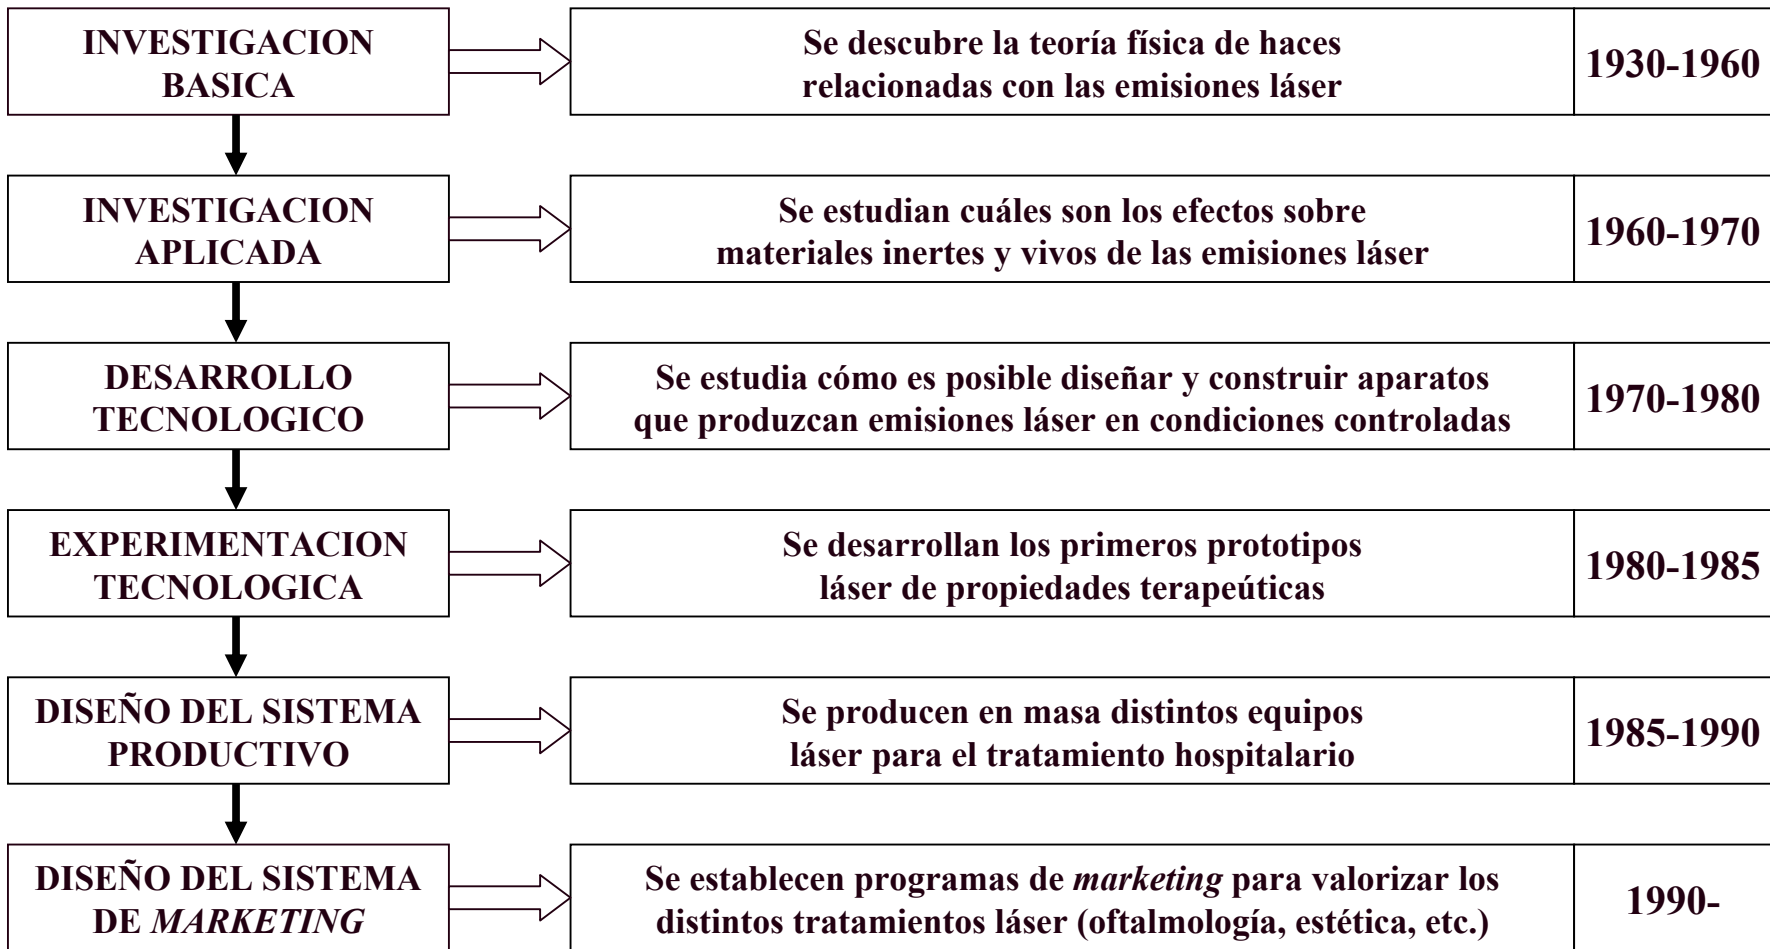 INVESTIGACION
BASICA
Se descubre la teoría física de haces
relacionadas con las emisiones láser
1930-1960
INVESTIGACION
APLICADA
Se estudian cuáles son los efectos sobre
materiales inertes y vivos de las emisiones láser
1960-1970
DESARROLLO
TECNOLOGICO
Se estudia cómo es posible diseñar y construir aparatos
que produzcan emisiones láser en condiciones controladas
1970-1980
EXPERIMENTACION
TECNOLOGICA
Se desarrollan los primeros prototipos
láser de propiedades terapeúticas
1980-1985
DISEÑO DEL SISTEMA
PRODUCTIVO
Se producen en masa distintos equipos
láser para el tratamiento hospitalario
1985-1990
DISEÑO DEL SISTEMA
DE MARKETING
Se establecen programas de marketing para valorizar los
distintos tratamientos láser (oftalmología, estética, etc.)
1990-